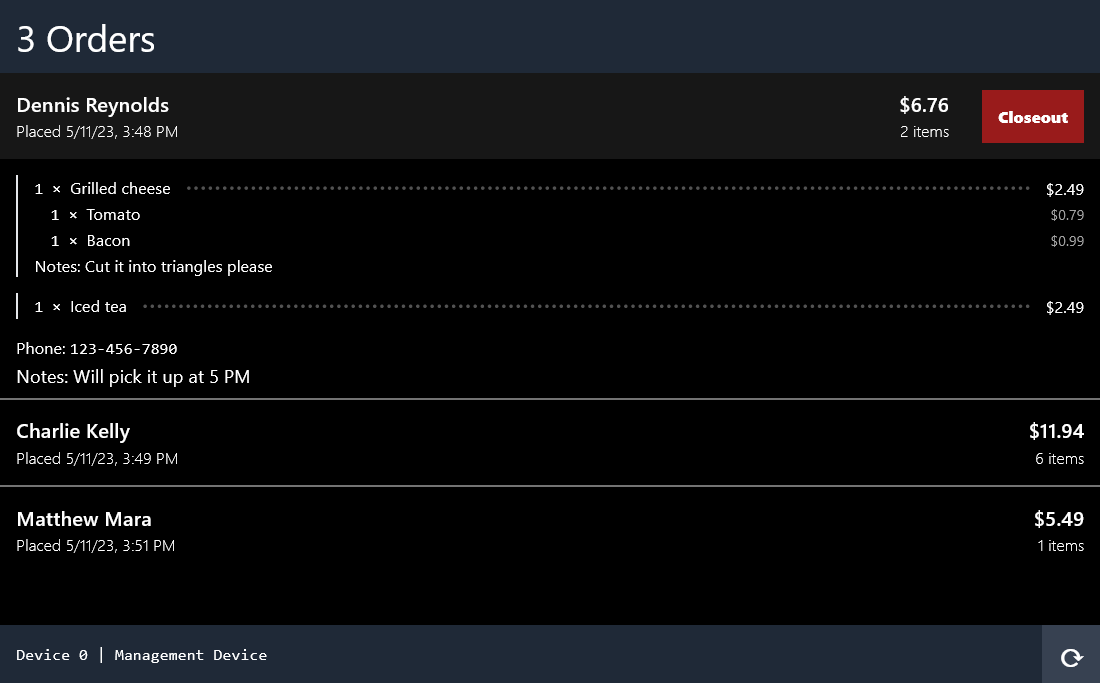 3 Orders
Dennis Reynolds $6.76 Closeout
Placed 5/11/23, 3:48 PM 2 items
1 × Grilled cheese $2.49
1 × Tomato $0.79
1 × Bacon $0.99
Notes: Cut it into triangles please
1 × Iced tea $2.49
Phone: 123-456-7890
Notes: Will pick it up at 5 PM
Charlie Kelly $11.94
Placed 5/11/23, 3:49 PM 6 items
Matthew Mara $5.49
Placed 5/11/23, 3:51 PM 1 items
Device 0 | Management Device